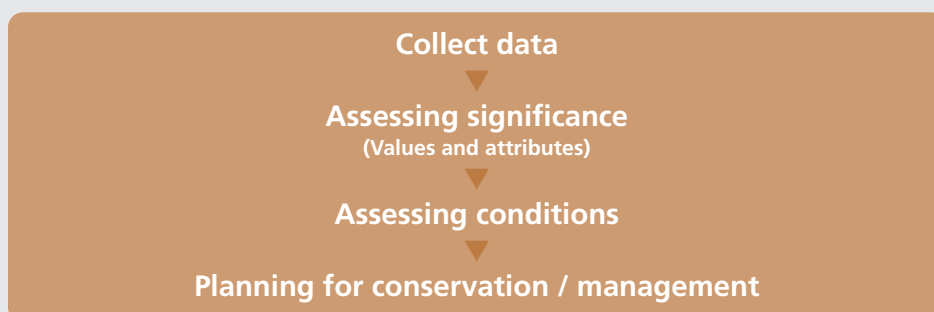 Collect data
Assessing significance
(Values and attributes)
Assessing conditions
Planning for conservation / management